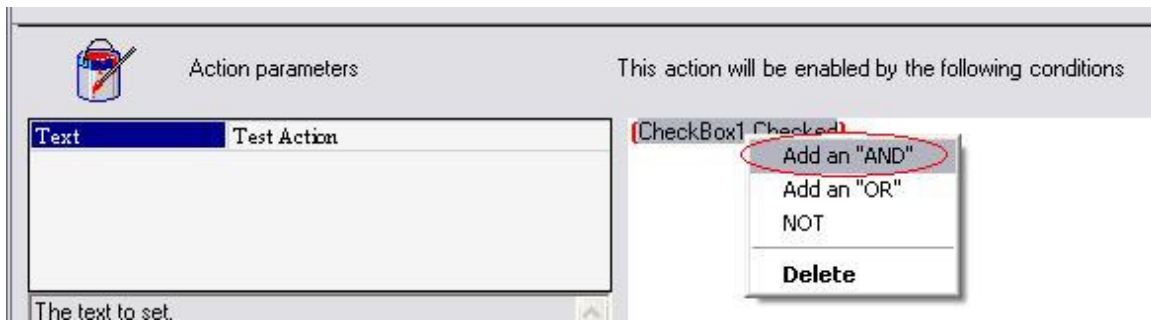 Action parameters
This action will be enabled by the following conditions
Text Test Action
(CheckBox1 Checked)
Add an "AND"
Add an "OR"
NOT
Delete
The text to set.